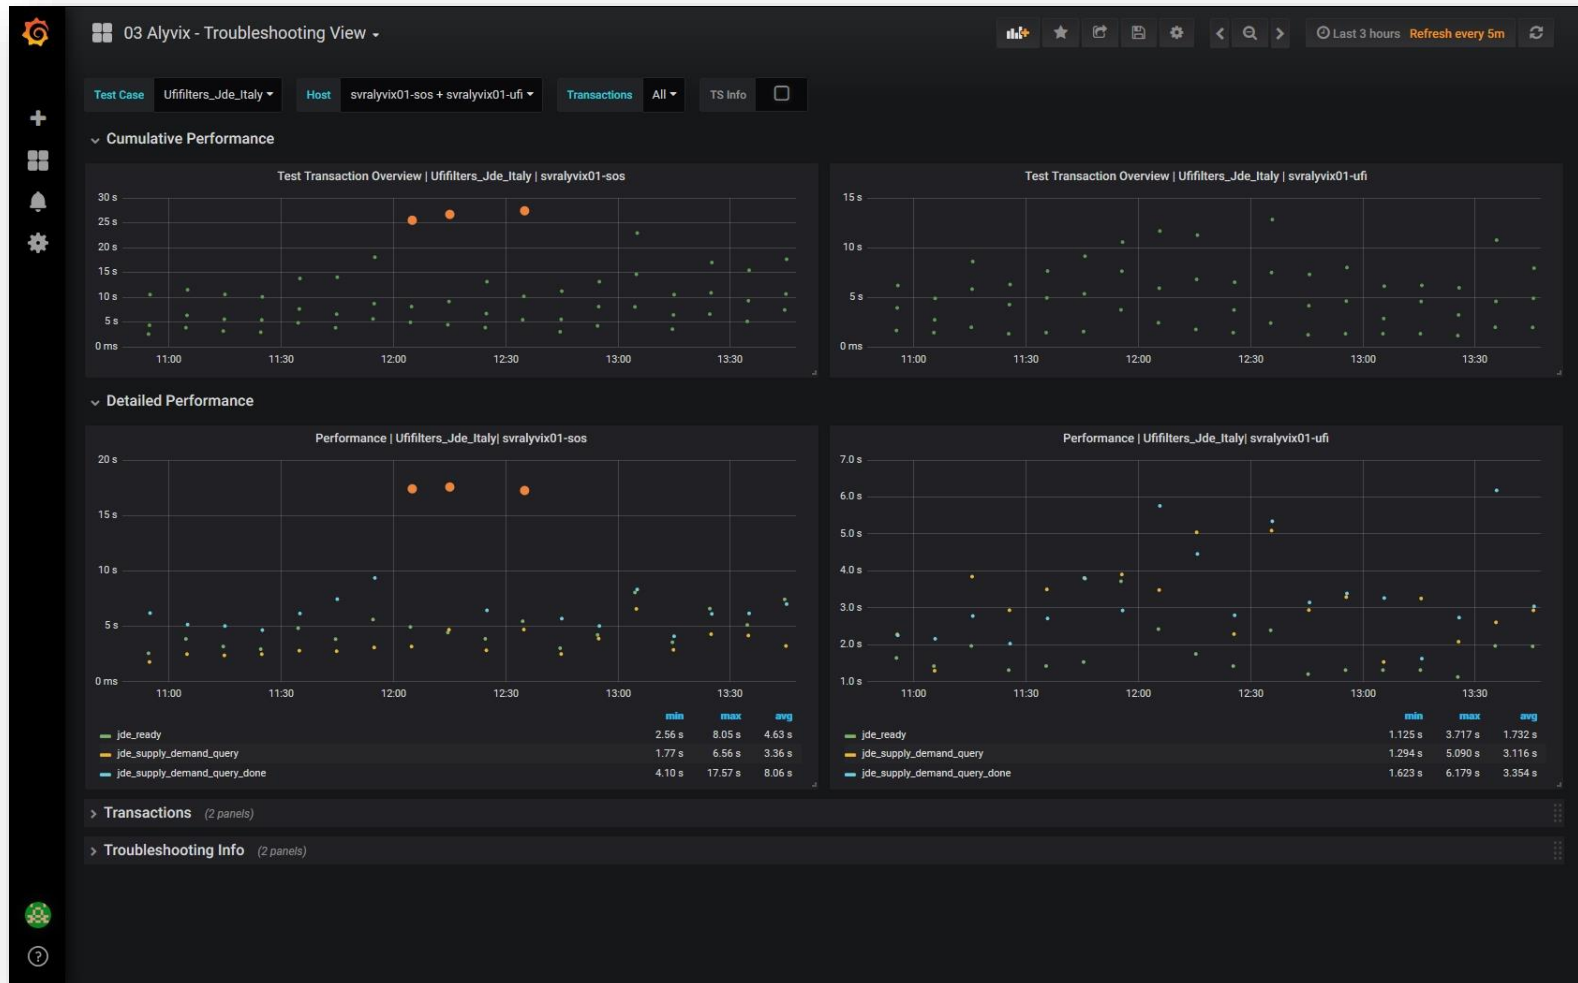 03 Alyvix - Troubleshooting View
Last 3 hours Refresh every 5m
Test Case Ufifilters_Jde_Italy Host svralyvix01-sos + svralyvix01-ufi Transactions All TS Info
Cumulative Performance
Test Transaction Overview | Ufifilters_Jde_Italy | svralyvix01-sos
30 s
25 s
20 s
15 s
10 s
5 s
0 ms
11:00 11:30 12:00 12:30 13:00 13:30
Test Transaction Overview | Ufifilters_Jde_Italy | svralyvix01-ufi
15 s
10 s
5 s
0 ms
11:00 11:30 12:00 12:30 13:00 13:30
Detailed Performance
Performance | Ufifilters_Jde_Italy| svralyvix01-sos
20 s
15 s
10 s
5 s
0 ms
11:00 11:30 12:00 12:30 13:00 13:30
min max avg
jde_ready 2.56 s 8.05 s 4.63 s
jde_supply_demand_query 1.77 s 6.56 s 3.36 s
jde_supply_demand_query_done 4.10 s 17.57 s 8.06 s
Performance | Ufifilters_Jde_Italy| svralyvix01-ufi
7.0 s
6.0 s
5.0 s
4.0 s
3.0 s
2.0 s
1.0 s
11:00 11:30 12:00 12:30 13:00 13:30
min max avg
jde_ready 1.125 s 3.717 s 1.732 s
jde_supply_demand_query 1.294 s 5.090 s 3.116 s
jde_supply_demand_query_done 1.623 s 6.179 s 3.354 s
Transactions (2 panels)
Troubleshooting Info (2 panels)